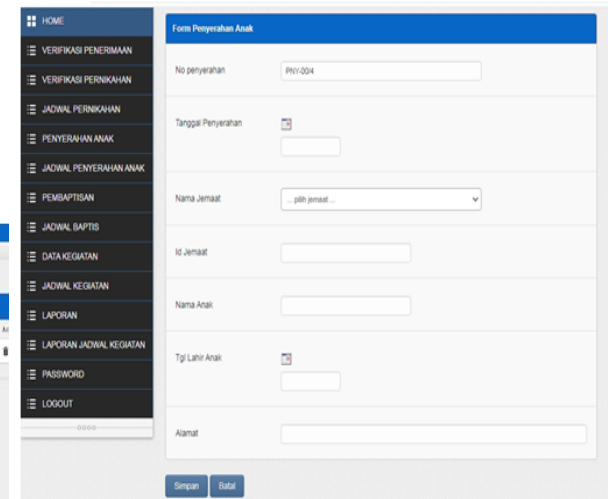 HOME
VERIFIKASI PENERIMAAN
VERIFIKASI PERNIKAHAN
JADWAL PERNIKAHAN
PENYERAHAN ANAK
JADWAL PENYERAHAN ANAK
PEMBAPTISAN
JADWAL BAPTIS
DATA KEGIATAN
JADWAL KEGIATAN
LAPORAN
LAPORAN JADWAL KEGIATAN
PASSWORD
LOGOUT
Form Penyerahan Anak
No penyerahan PNY-00/4
Tanggal Penyerahan
Nama Jemaat ... pilih jemaat ...
Id Jemaat
Nama Anak
Tgl Lahir Anak
Alamat
Simpan Batal